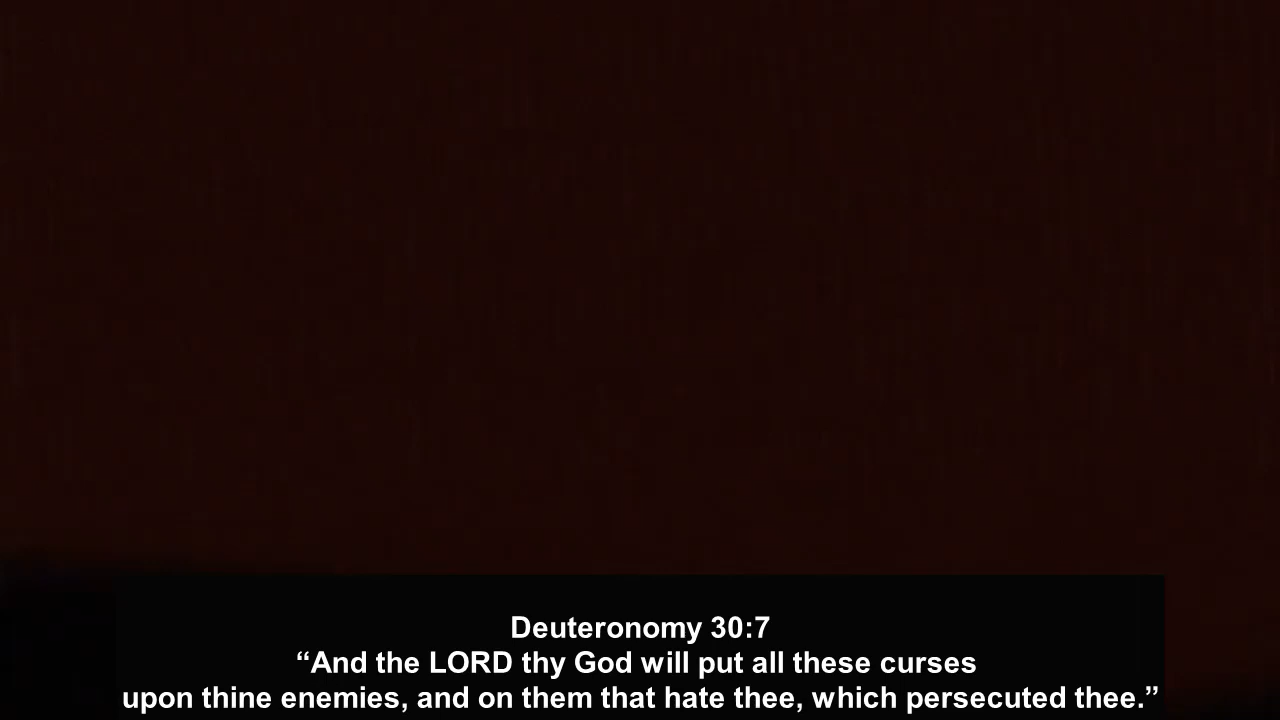 Deuteronomy 30:7
“And the LORD thy God will put all these curses
upon thine enemies, and on them that hate thee, which persecuted thee.”